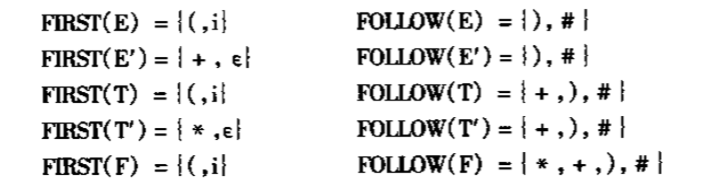 FIRST(E) = {(,i} FOLLOW(E) = {),#}
FIRST(E′) = {+,ε} FOLLOW(E′) = {),#}
FIRST(T) = {(,i} FOLLOW(T) = {+,),#}
FIRST(T′) = {*,ε} FOLLOW(T′) = {+,),#}
FIRST(F) = {(,i} FOLLOW(F) = {*,+,),#}